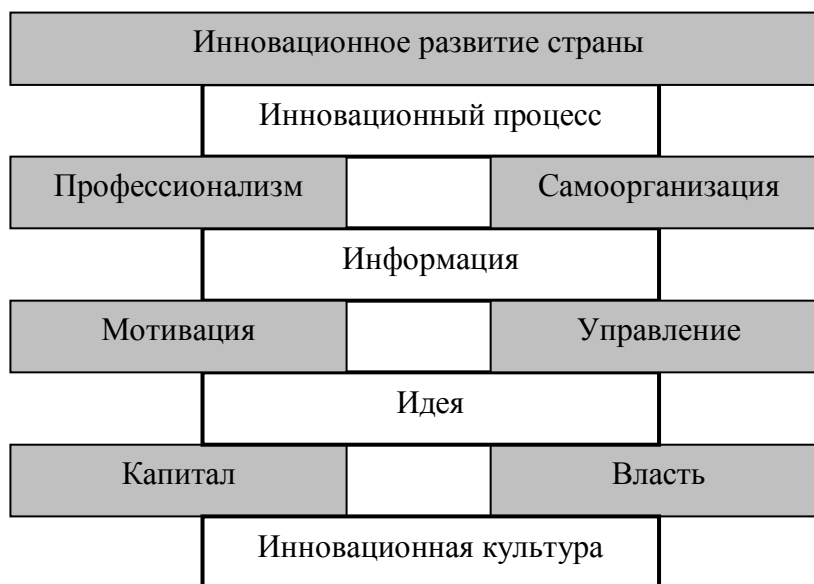 Инновационное развитие страны
Инновационный процесс
Профессионализм
Самоорганизация
Информация
Мотивация
Управление
Идея
Капитал
Власть
Инновационная культура